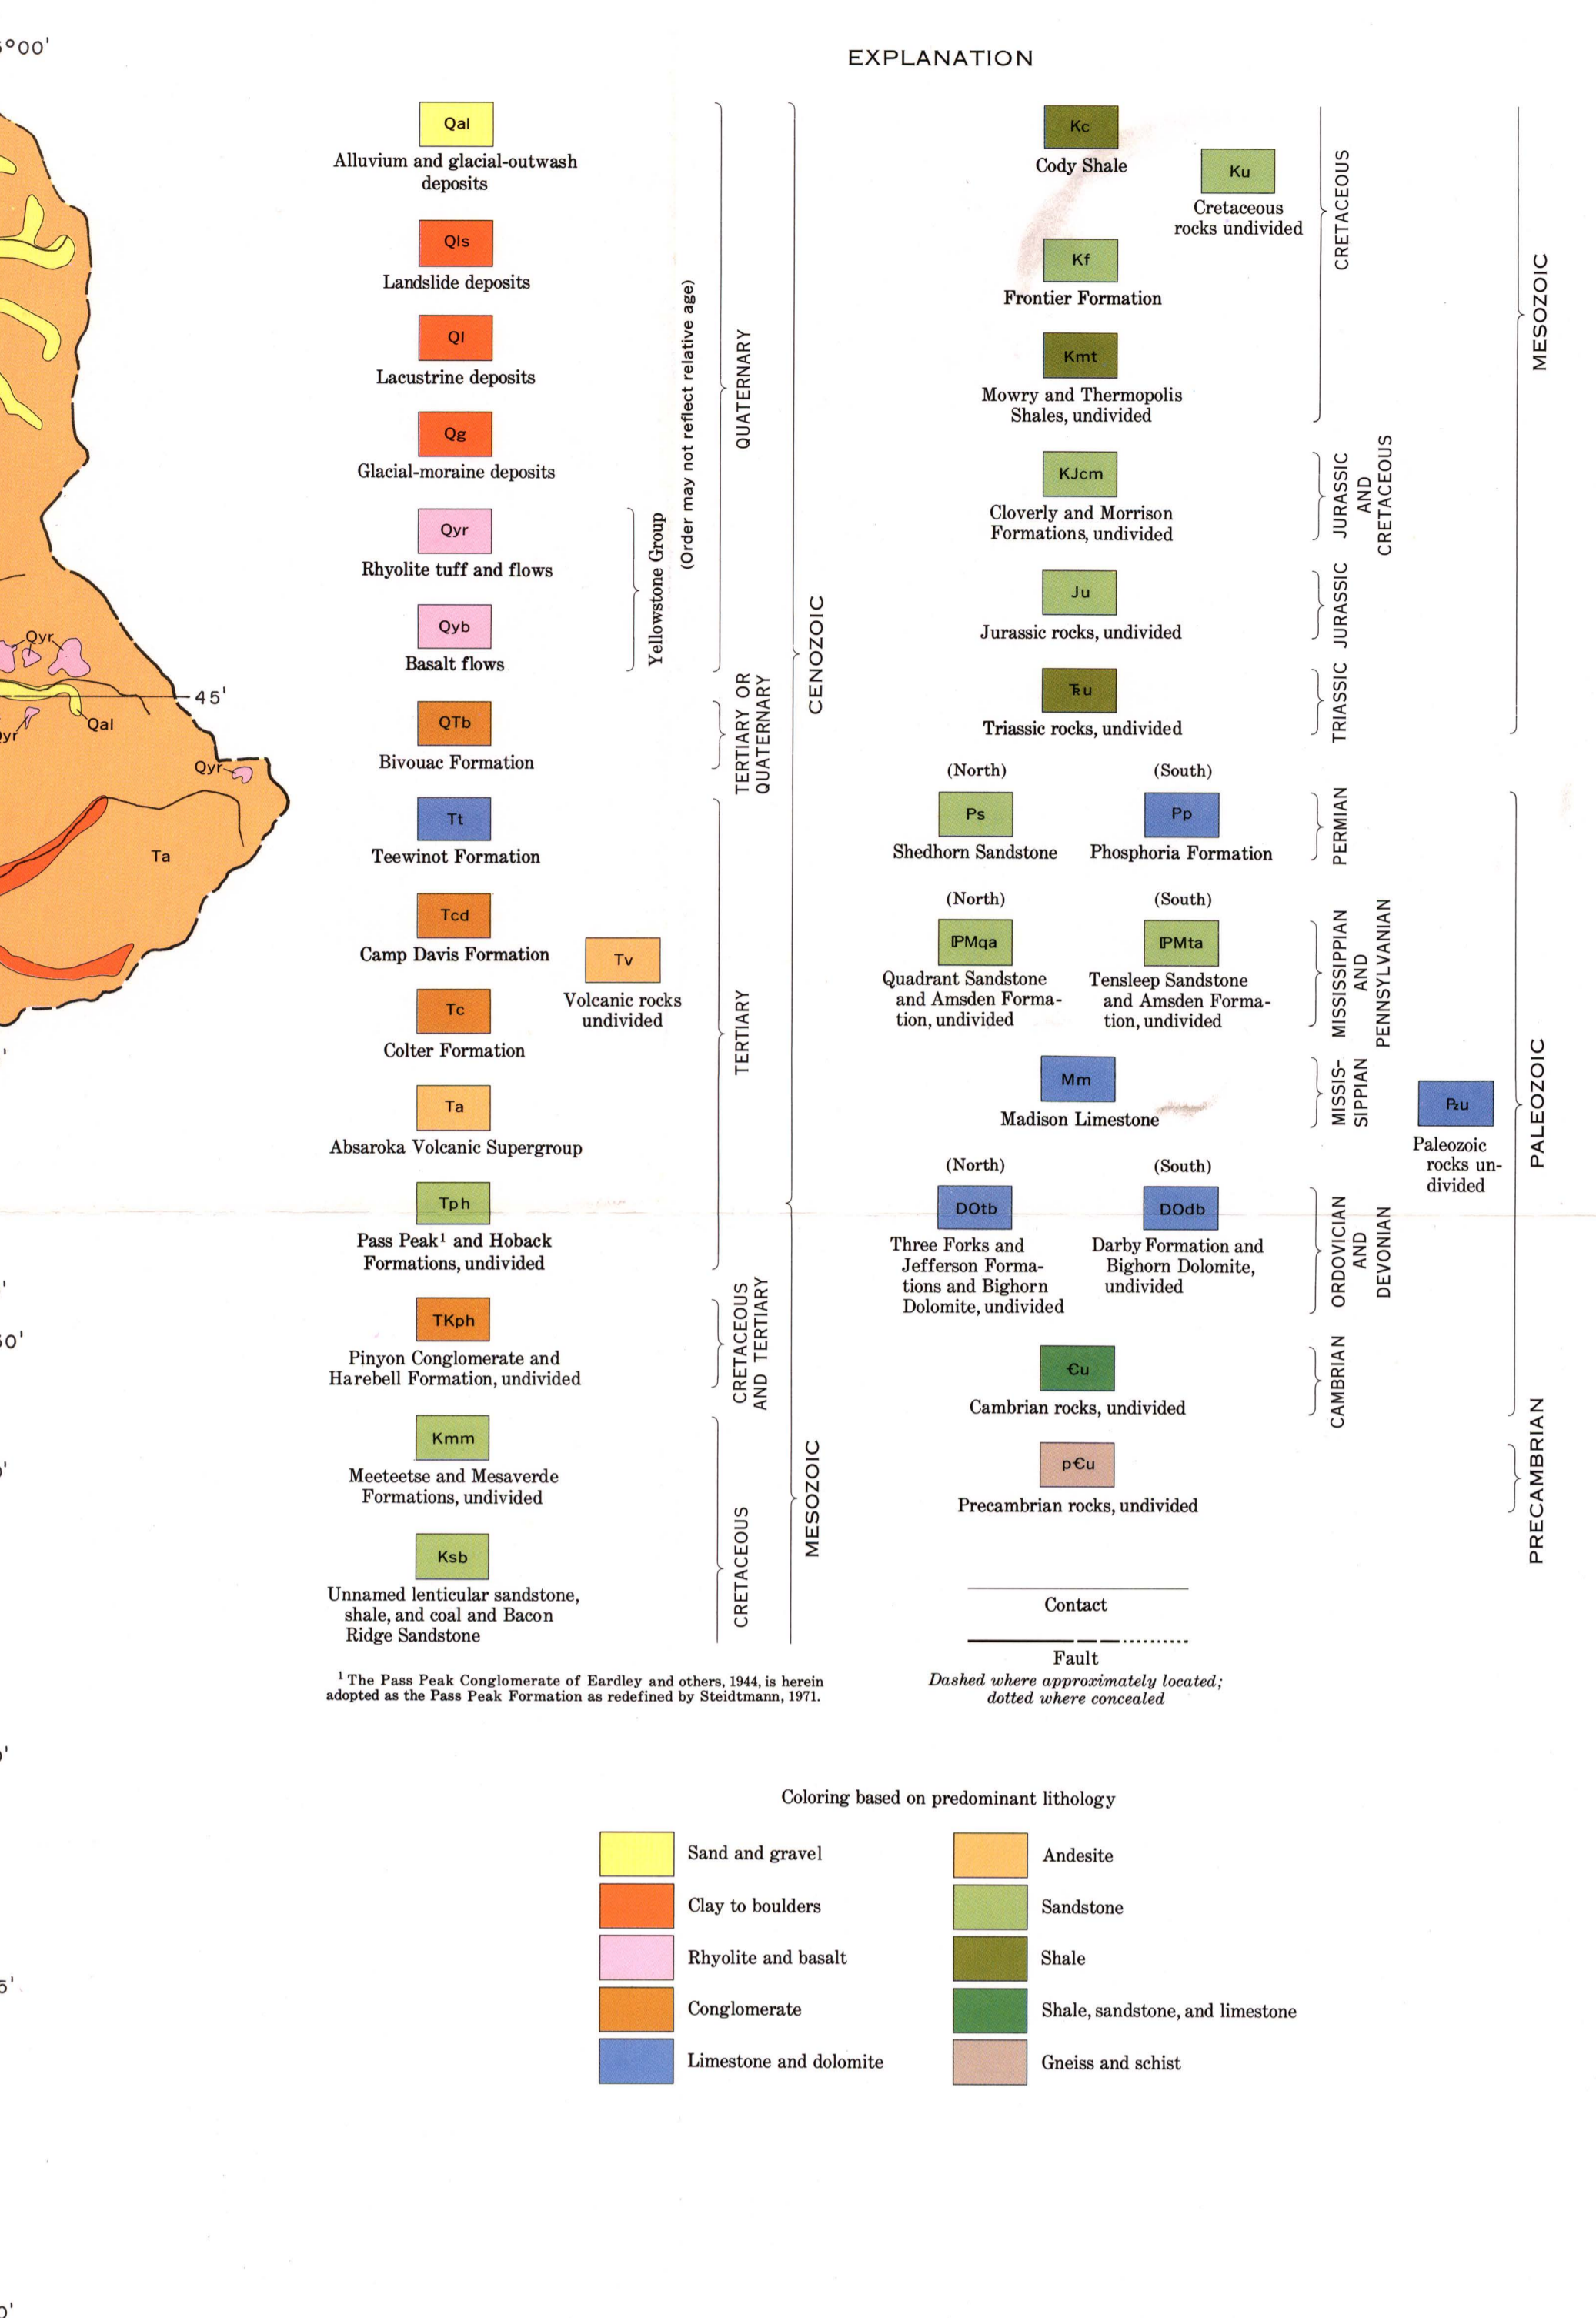 5°00'
EXPLANATION
Qal
Alluvium and glacial-outwash
deposits
Qls
Landslide deposits
Ql
Lacustrine deposits
Qg
Glacial-moraine deposits
Qyr
Rhyolite tuff and flows
Qyb
Basalt flows
Yellowstone Group
(Order may not reflect relative age)
QUATERNARY
QTb
Bivouac Formation
TERTIARY OR
QUATERNARY
Tt
Teewinot Formation
Tcd
Camp Davis Formation
Tv
Volcanic rocks
undivided
Tc
Colter Formation
Ta
Absaroka Volcanic Supergroup
Tph
Pass Peak¹ and Hoback
Formations, undivided
TERTIARY
CENOZOIC
TKph
Pinyon Conglomerate and
Harebell Formation, undivided
CRETACEOUS
AND TERTIARY
Kmm
Meeteetse and Mesaverde
Formations, undivided
Ksb
Unnamed lenticular sandstone,
shale, and coal and Bacon
Ridge Sandstone
CRETACEOUS
MESOZOIC
¹ The Pass Peak Conglomerate of Eardley and others, 1944, is herein
adopted as the Pass Peak Formation as redefined by Steidtmann, 1971.
Kc
Cody Shale
Ku
Cretaceous
rocks undivided
Kf
Frontier Formation
Kmt
Mowry and Thermopolis
Shales, undivided
CRETACEOUS
KJcm
Cloverly and Morrison
Formations, undivided
JURASSIC
AND
CRETACEOUS
Ju
Jurassic rocks, undivided
JURASSIC
Ꞧu
Triassic rocks, undivided
TRIASSIC
MESOZOIC
(North)
(South)
Ps
Shedhorn Sandstone
Pp
Phosphoria Formation
PERMIAN
(North)
(South)
ℙMqa
Quadrant Sandstone
and Amsden Forma-
tion, undivided
ℙMta
Tensleep Sandstone
and Amsden Forma-
tion, undivided
MISSISSIPPIAN
AND
PENNSYLVANIAN
Mm
Madison Limestone
MISSIS-
SIPPIAN
(North)
(South)
DOtb
Three Forks and
Jefferson Forma-
tions and Bighorn
Dolomite, undivided
DOdb
Darby Formation and
Bighorn Dolomite,
undivided
ORDOVICIAN
AND
DEVONIAN
Pzu
Paleozoic
rocks un-
divided
Єu
Cambrian rocks, undivided
CAMBRIAN
PALEOZOIC
pЄu
Precambrian rocks, undivided
PRECAMBRIAN
Contact
Fault
Dashed where approximately located;
dotted where concealed
Coloring based on predominant lithology
Sand and gravel
Clay to boulders
Rhyolite and basalt
Conglomerate
Limestone and dolomite
Andesite
Sandstone
Shale
Shale, sandstone, and limestone
Gneiss and schist
Qyr
45'
Qal
Qyr
Ta